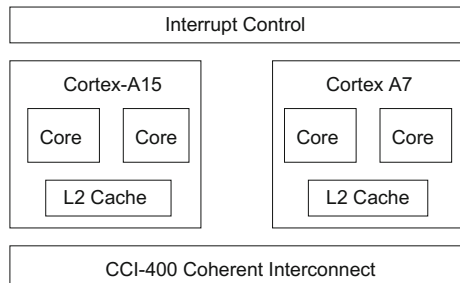 Interrupt Control
Cortex-A15
Cortex A7
Core
Core
Core
Core
L2 Cache
L2 Cache
CCI-400 Coherent Interconnect